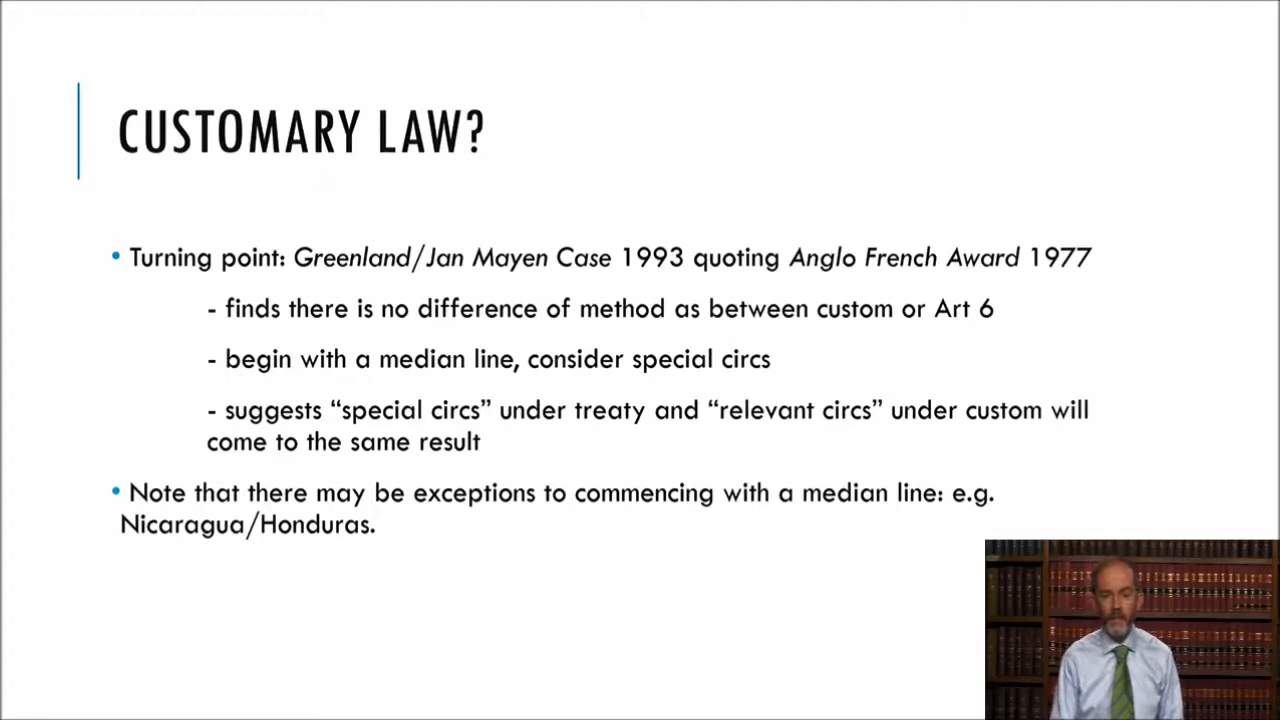 CUSTOMARY LAW?
• Turning point: Greenland/Jan Mayen Case 1993 quoting Anglo French Award 1977
- finds there is no difference of method as between custom or Art 6
- begin with a median line, consider special circs
- suggests “special circs” under treaty and “relevant circs” under custom will
come to the same result
• Note that there may be exceptions to commencing with a median line: e.g.
Nicaragua/Honduras.